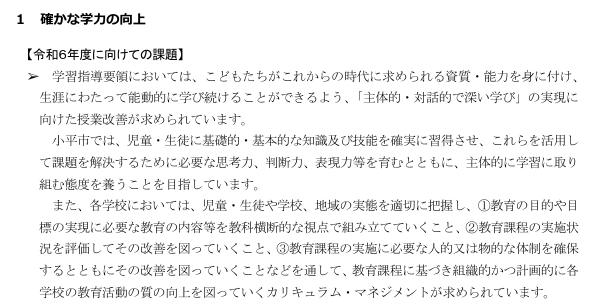 1 確かな学力の向上
【令和6年度に向けての課題】
➢ 学習指導要領においては、こどもたちがこれからの時代に求められる資質・能力を身に付け、
生涯にわたって能動的に学び続けることができるよう、「主体的・対話的で深い学び」の実現に
向けた授業改善が求められています。
小平市では、児童・生徒に基礎的・基本的な知識及び技能を確実に習得させ、これらを活用し
て課題を解決するために必要な思考力、判断力、表現力等を育むとともに、主体的に学習に取り
組む態度を養うことを目指しています。
また、各学校においては、児童・生徒や学校、地域の実態を適切に把握し、①教育の目的や目
標の実現に必要な教育の内容等を教科横断的な視点で組み立てていくこと、②教育課程の実施状
況を評価してその改善を図っていくこと、③教育課程の実施に必要な人的又は物的な体制を確保
するとともにその改善を図っていくことなどを通して、教育課程に基づき組織的かつ計画的に各
学校の教育活動の質の向上を図っていくカリキュラム・マネジメントが求められています。